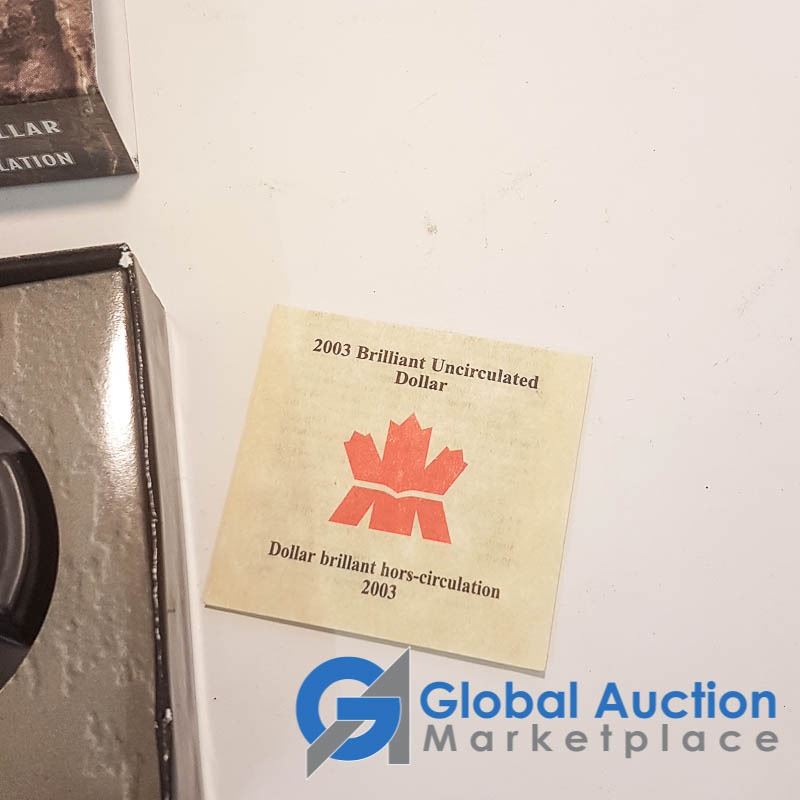 LLAR
LATION
2003 Brilliant Uncirculated
Dollar
Dollar brillant hors-circulation
2003
Global Auction
Marketplace